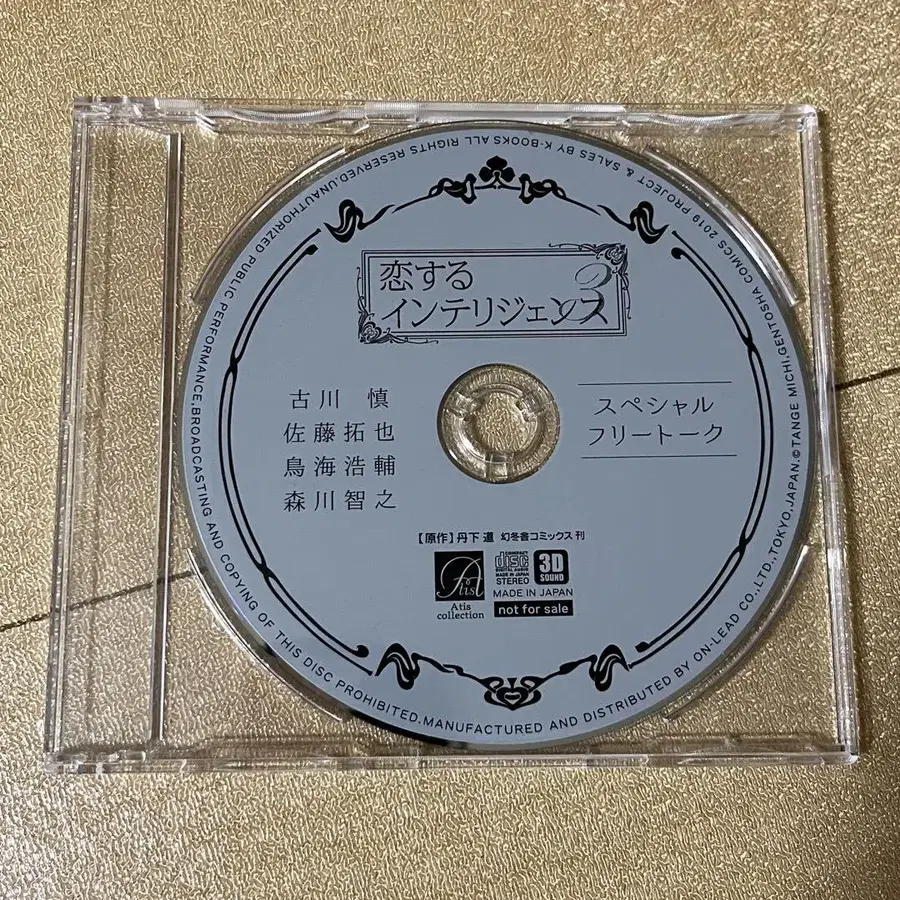 恋する
インテリジェンス
2
古川 慎
佐藤拓也
鳥海浩輔
森川智之
スペシャル
フリートーク
【原作】丹下 道 幻冬舎コミックス 刊
Atis
collection
COMPACT
disc
DIGITAL AUDIO
MADE IN JAPAN
STEREO
3D
SOUND
MADE IN JAPAN
not for sale
UNAUTHORIZED PUBLIC PERFORMANCE,BROADCASTING AND COPYING OF THIS DISC PROHIBITED.MANUFACTURED AND DISTRIBUTED BY ON-LEAD CO.,LTD.,TOKYO,JAPAN.©TANGE MICHI,GENTOSHA COMICS 2019 PROJECT & SALES BY K-BOOKS ALL RIGHTS RESERVED.